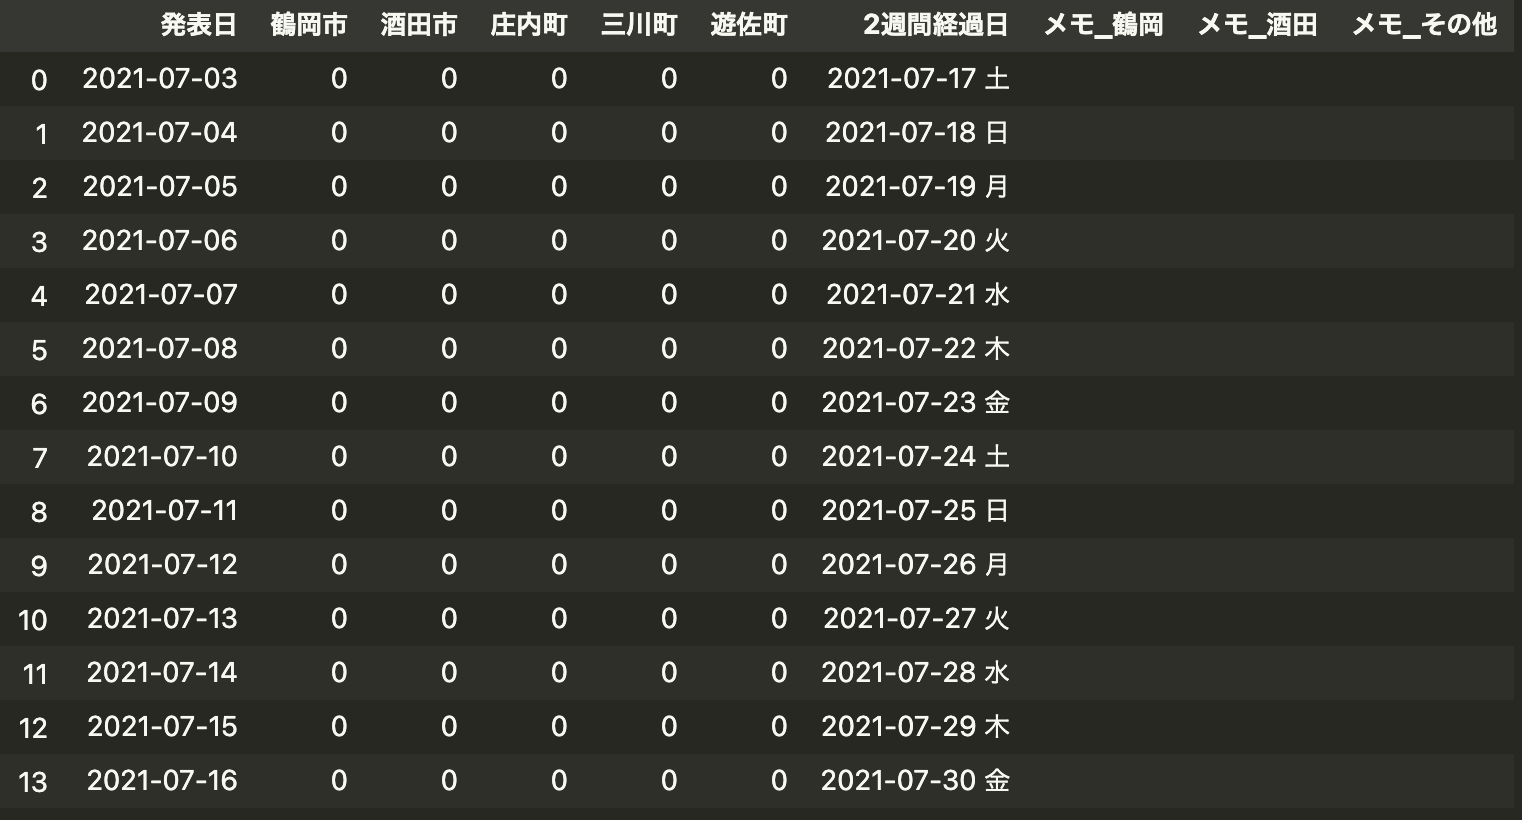 発表日 鶴岡市 酒田市 庄内町 三川町 遊佐町 2週間経過日 メモ_鶴岡 メモ_酒田 メモ_その他
0 2021-07-03 0 0 0 0 0 2021-07-17 土
1 2021-07-04 0 0 0 0 0 2021-07-18 日
2 2021-07-05 0 0 0 0 0 2021-07-19 月
3 2021-07-06 0 0 0 0 0 2021-07-20 火
4 2021-07-07 0 0 0 0 0 2021-07-21 水
5 2021-07-08 0 0 0 0 0 2021-07-22 木
6 2021-07-09 0 0 0 0 0 2021-07-23 金
7 2021-07-10 0 0 0 0 0 2021-07-24 土
8 2021-07-11 0 0 0 0 0 2021-07-25 日
9 2021-07-12 0 0 0 0 0 2021-07-26 月
10 2021-07-13 0 0 0 0 0 2021-07-27 火
11 2021-07-14 0 0 0 0 0 2021-07-28 水
12 2021-07-15 0 0 0 0 0 2021-07-29 木
13 2021-07-16 0 0 0 0 0 2021-07-30 金